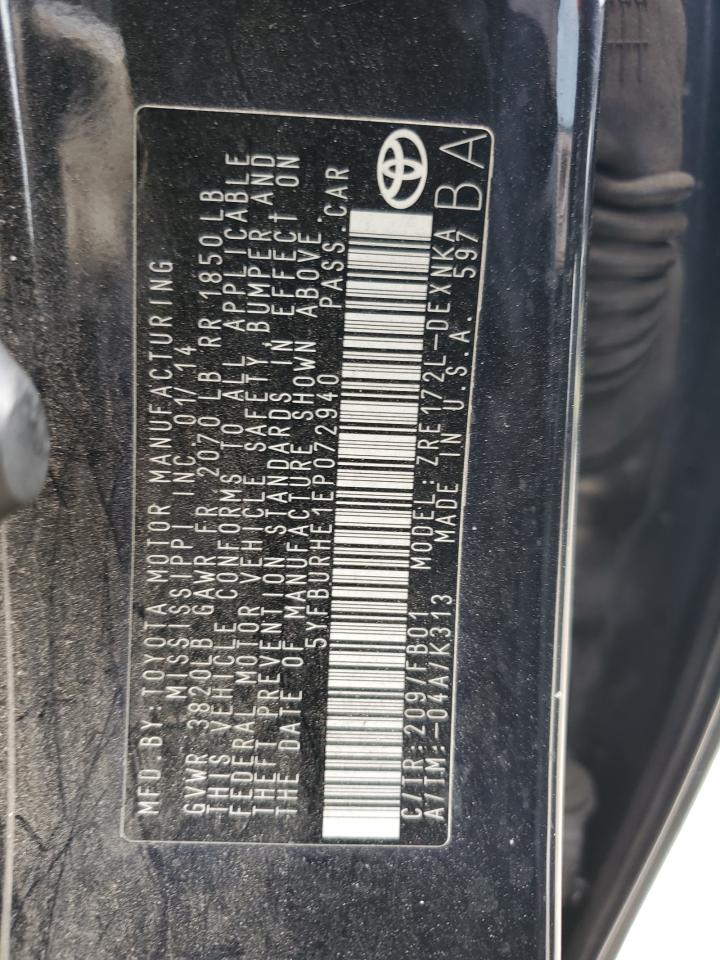 MFD.BY: TOYOTA MOTOR MANUFACTURING
MISSISSIPPI INC 01/14
GVWR 3820LB GAWR FR 2070 LB RR 1850 LB
THIS VEHICLE CONFORMS TO ALL APPLICABLE
FEDERAL MOTOR VEHICLE SAFETY, BUMPER, AND
THEFT PREVENTION STANDARDS IN EFFECT ON
THE DATE OF MANUFACTURE SHOWN ABOVE.
5YFBURHE1EP072940 PASS.CAR
C/TR:209/FB01 MODEL:ZRE172L-DEXNKA
A/TM:-04A/K313 MADE IN U.S.A. 597
BA